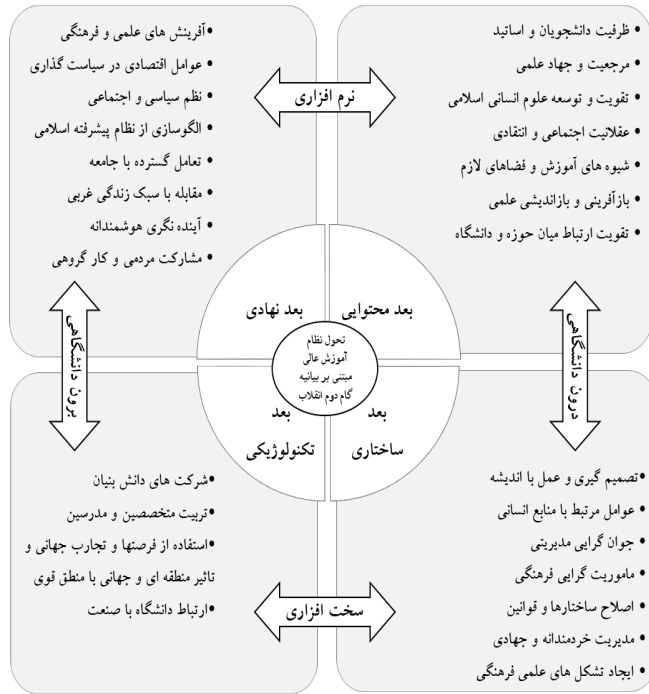 • ظرفیت دانشجویان و اساتید
• مرجعیت و جهاد علمی
• تقویت و توسعه علوم انسانی اسلامی
• عقلانیت اجتماعی و انتقادی
• شیوه های آموزش و فضاهای لازم
• بازآفرینی و بازاندیشی علمی
• تقویت ارتباط میان حوزه و دانشگاه
• آفرینش های علمی و فرهنگی
• عوامل اقتصادی در سیاست گذاری
• نظم سیاسی و اجتماعی
• الگوسازی از نظام پیشرفته اسلامی
• تعامل گسترده با جامعه
• مقابله با سبک زندگی غربی
• آینده نگری هوشمندانه
• مشارکت مردمی و کار گروهی
نرم افزاری
بعد محتوایی
بعد نهادی
تحول نظام
آموزش عالی
مبتنی بر بیانیه
گام دوم انقلاب
بعد
ساختاری
بعد
تکنولوژیکی
درون دانشگاهی
برون دانشگاهی
•تصمیم گیری و عمل با اندیشه
• عوامل مرتبط با منابع انسانی
• جوان گرایی مدیریتی
• ماموریت گرایی فرهنگی
• اصلاح ساختارها و قوانین
• مدیریت خردمندانه و جهادی
• ایجاد تشکل های علمی فرهنگی
•شرکت های دانش بنیان
•تربیت متخصصین و مدرسین
•استفاده از فرصتها و تجارب جهانی و
تاثیر منطقه ای و جهانی با منطق قوی
•ارتباط دانشگاه با صنعت
سخت افزاری